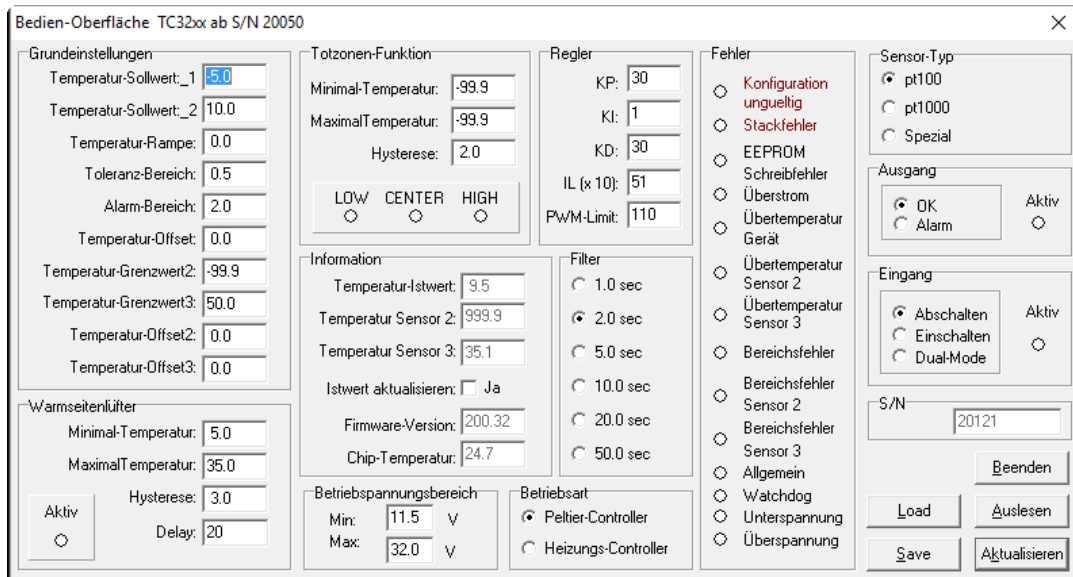 Bedien-Oberfläche TC32xx ab S/N 20050
Grundeinstellungen
Temperatur-Sollwert:_1 -5.0
Temperatur-Sollwert:_2 10.0
Temperatur-Rampe: 0.0
Toleranz-Bereich: 0.5
Alarm-Bereich: 2.0
Temperatur-Offset: 0.0
Temperatur-Grenzwert2: -99.9
Temperatur-Grenzwert3: 50.0
Temperatur-Offset2: 0.0
Temperatur-Offset3: 0.0
Warmseitenlüfter
Minimal-Temperatur: 5.0
MaximalTemperatur: 35.0
Hysterese: 3.0
Delay: 20
Aktiv
Totzonen-Funktion
Minimal-Temperatur: -99.9
MaximalTemperatur: -99.9
Hysterese: 2.0
LOW CENTER HIGH
Regler
KP: 30
KI: 1
KD: 30
IL (x 10): 51
PWM-Limit: 110
Information
Temperatur-Istwert: 9.5
Temperatur Sensor 2: 999.9
Temperatur Sensor 3: 35.1
Istwert aktualisieren: Ja
Firmware-Version: 200.32
Chip-Temperatur: 24.7
Filter
1.0 sec
2.0 sec
5.0 sec
10.0 sec
20.0 sec
50.0 sec
Betriebspannungsbereich
Min: 11.5 V
Max: 32.0 V
Betriebsart
Peltier-Controller
Heizungs-Controller
Fehler
Konfiguration
ungueltig
Stackfehler
EEPROM
Schreibfehler
Überstrom
Übertemperatur
Gerät
Übertemperatur
Sensor 2
Übertemperatur
Sensor 3
Bereichsfehler
Bereichsfehler
Sensor 2
Bereichsfehler
Sensor 3
Allgemein
Watchdog
Unterspannung
Überspannung
Sensor-Typ
pt100
pt1000
Spezial
Ausgang
OK
Alarm
Aktiv
Eingang
Abschalten
Einschalten
Dual-Mode
Aktiv
S/N
20121
Beenden
Load
Auslesen
Save
Aktualisieren